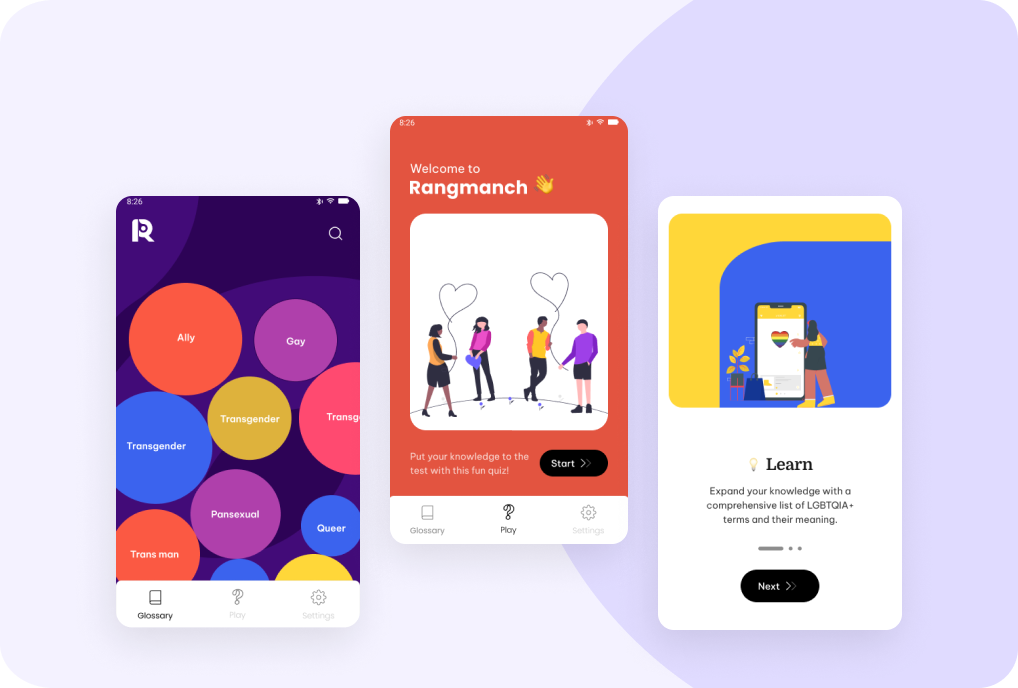 8:26
R
Ally
Gay
Transgender
Transg
Transgender
Pansexual
Queer
Trans man
Glossary
Play
Settings
8:26
Welcome to
Rangmanch 👋
Put your knowledge to the
test with this fun quiz!
Start
Glossary
Play
Settings
Learn
Expand your knowledge with a
comprehensive list of LGBTQIA+
terms and their meaning.
Next